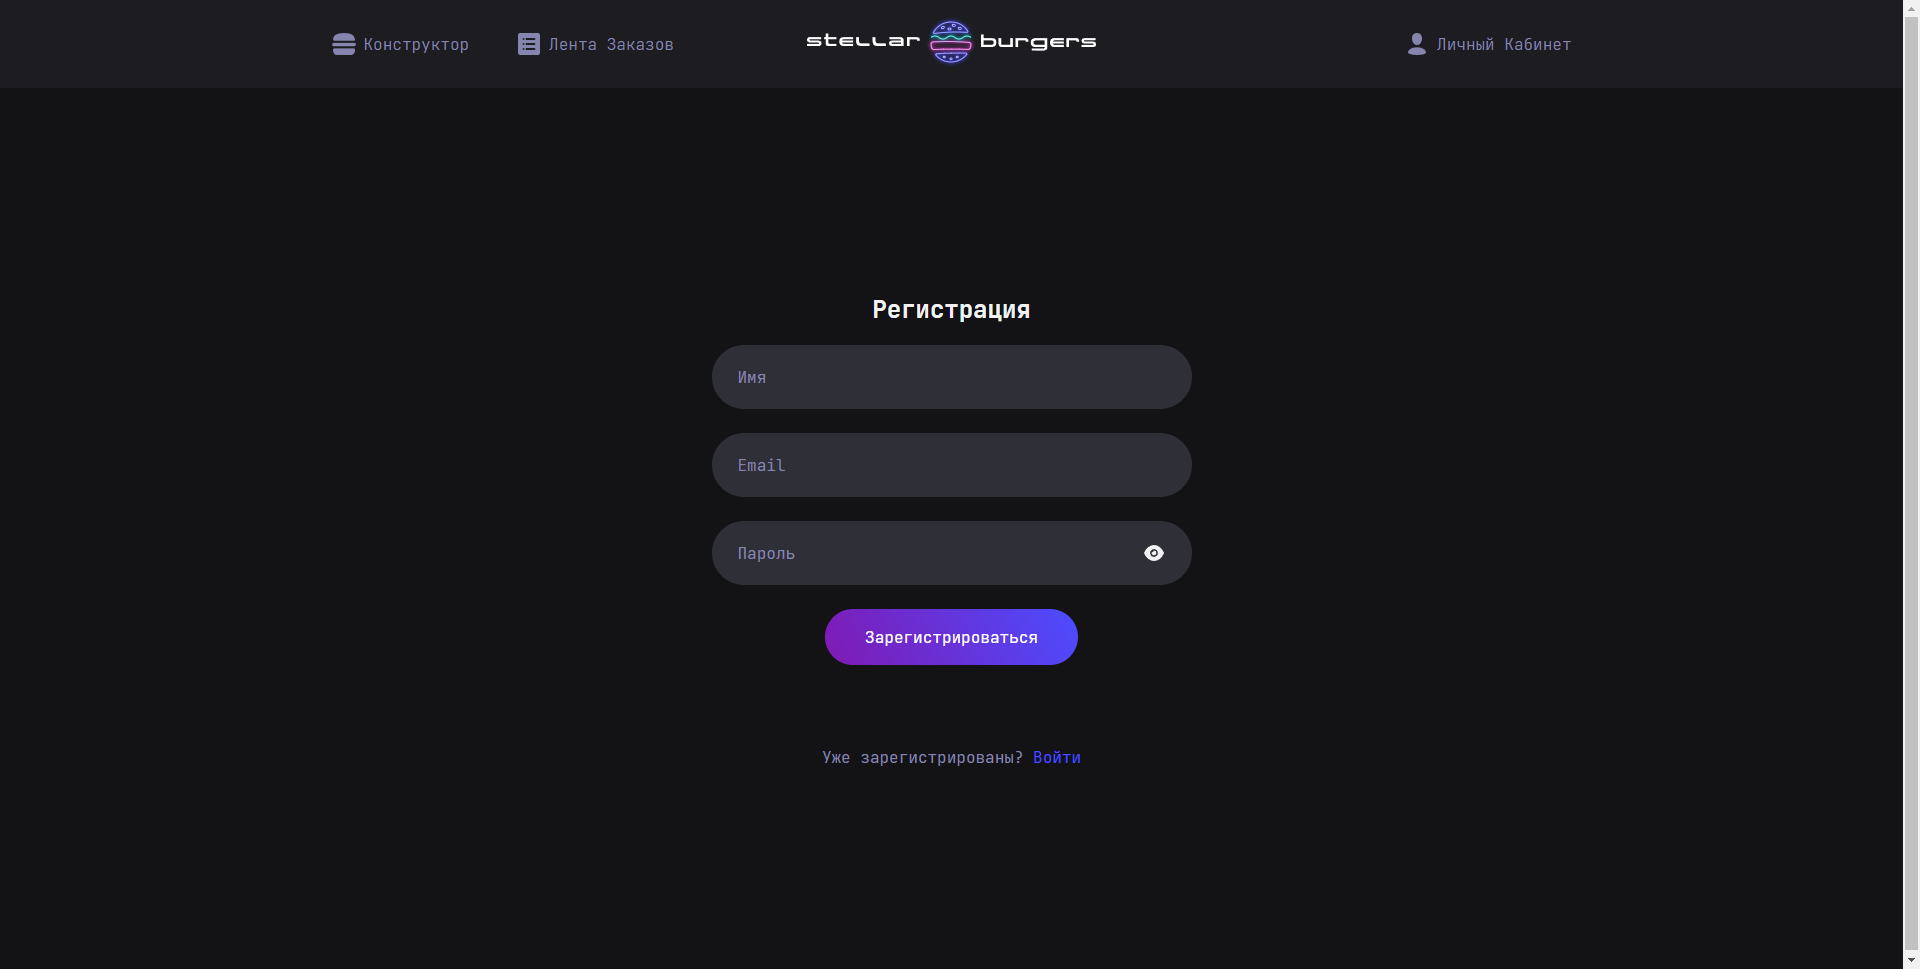 Конструктор
Лента Заказов
stellar burgers
Личный Кабинет
Регистрация
Имя
Email
Пароль
Зарегистрироваться
Уже зарегистрированы? Войти